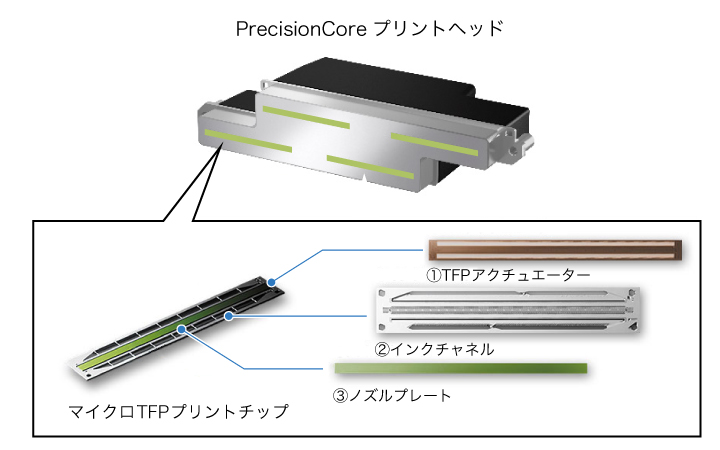 PrecisionCore プリントヘッド
①TFPアクチュエーター
②インクチャネル
③ノズルプレート
マイクロTFPプリントチップ